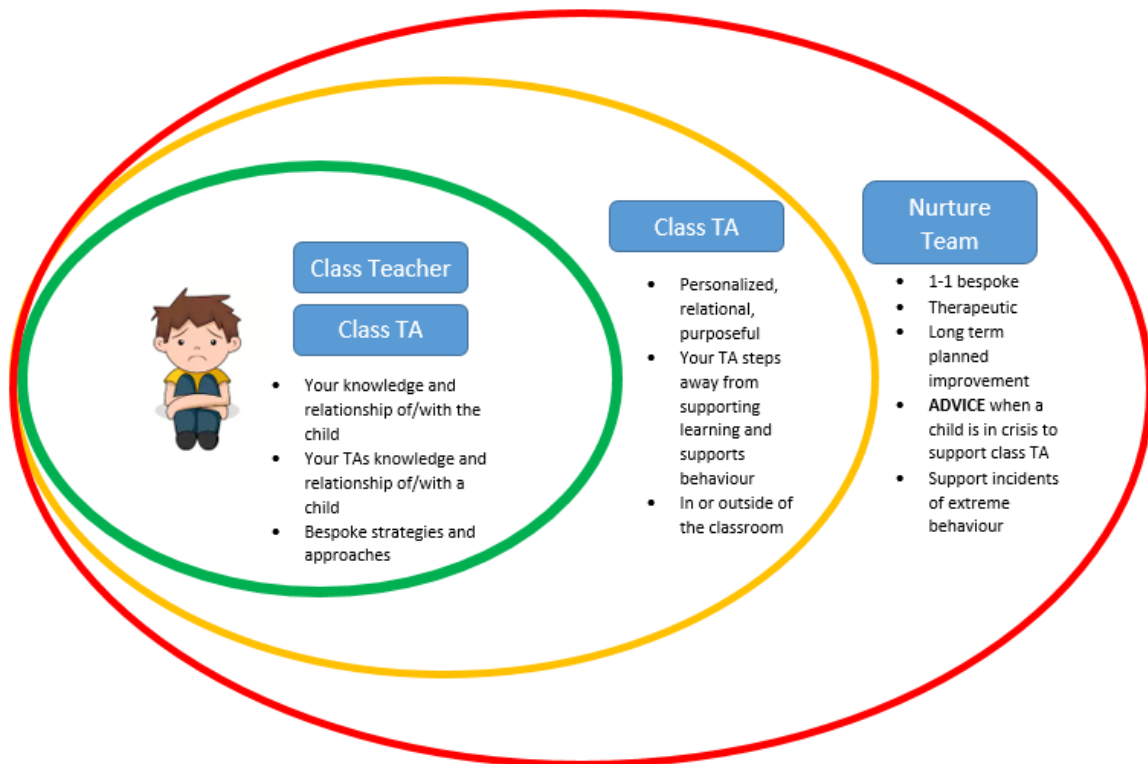 Class Teacher
Class TA
• Your knowledge and
relationship of/with the
child
• Your TAs knowledge and
relationship of/with a
child
• Bespoke strategies and
approaches
Class TA
• Personalized,
relational,
purposeful
• Your TA steps
away from
supporting
learning and
supports
behaviour
• In or outside of
the classroom
Nurture
Team
• 1-1 bespoke
• Therapeutic
• Long term
planned
improvement
• ADVICE when a
child is in crisis to
support class TA
• Support incidents
of extreme
behaviour